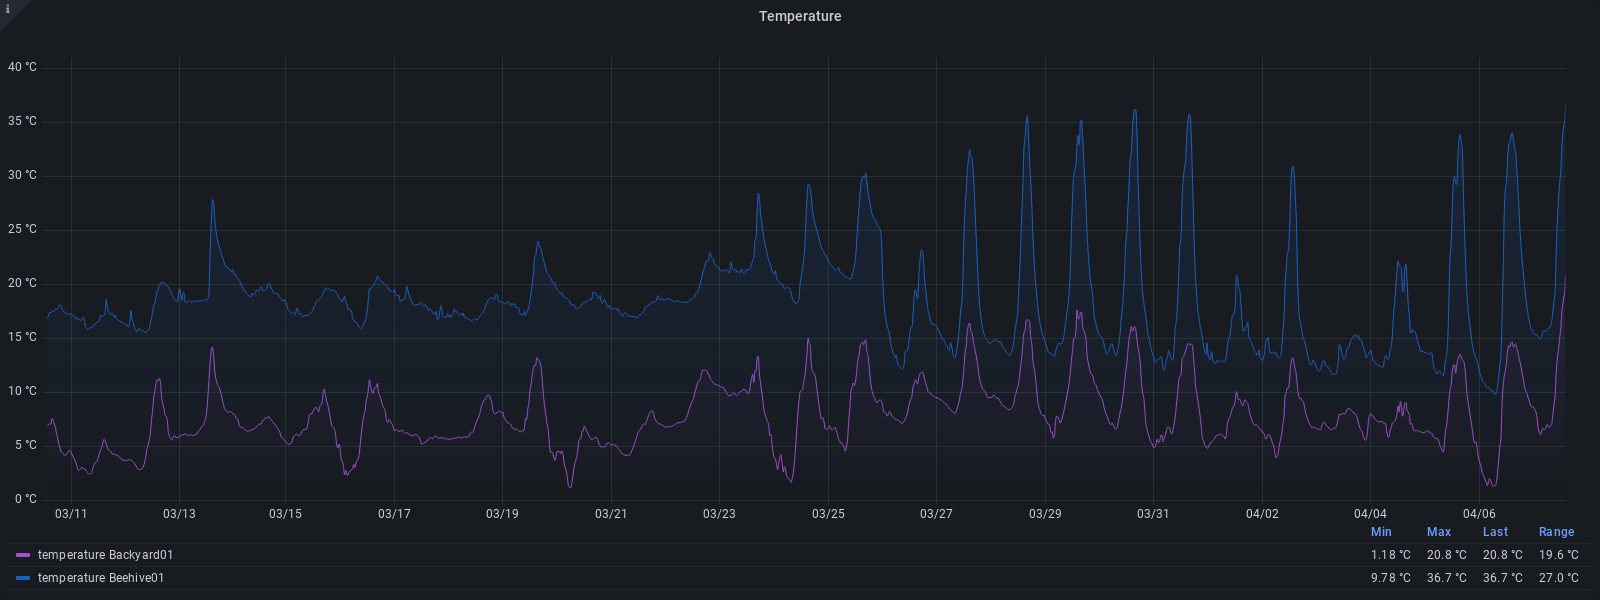 i
Temperature
40 °C
35 °C
30 °C
25 °C
20 °C
15 °C
10 °C
5 °C
0 °C
03/11 03/13 03/15 03/17 03/19 03/21 03/23 03/25 03/27 03/29 03/31 04/02 04/04 04/06
Min Max Last Range
temperature Backyard01 1.18 °C 20.8 °C 20.8 °C 19.6 °C
temperature Beehive01 9.78 °C 36.7 °C 36.7 °C 27.0 °C